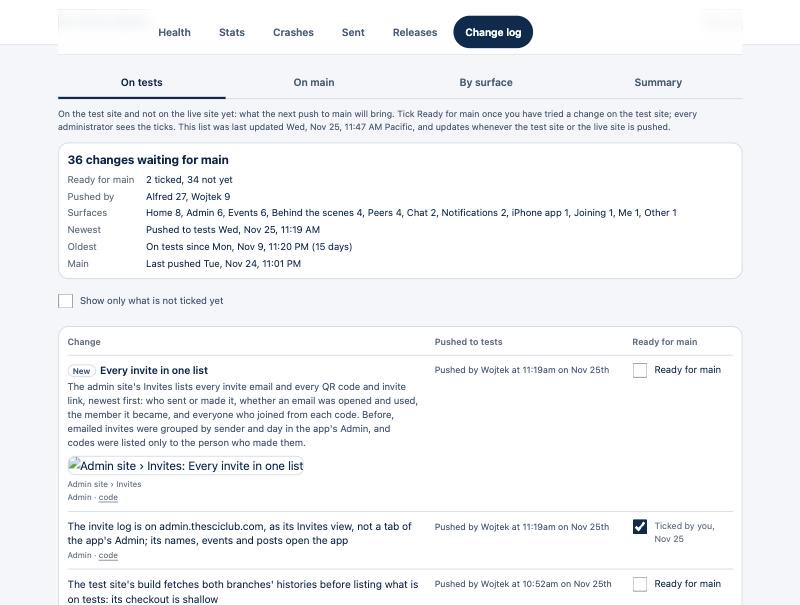 Health Stats Crashes Sent Releases Change log
On tests On main By surface Summary
On the test site and not on the live site yet: what the next push to main will bring. Tick Ready for main once you have tried a change on the test site; every
administrator sees the ticks. This list was last updated Wed, Nov 25, 11:47 AM Pacific, and updates whenever the test site or the live site is pushed.
36 changes waiting for main
Ready for main 2 ticked, 34 not yet
Pushed by Alfred 27, Wojtek 9
Surfaces Home 8, Admin 6, Events 6, Behind the scenes 4, Peers 4, Chat 2, Notifications 2, iPhone app 1, Joining 1, Me 1, Other 1
Newest Pushed to tests Wed, Nov 25, 11:19 AM
Oldest On tests since Mon, Nov 9, 11:20 PM (15 days)
Main Last pushed Tue, Nov 24, 11:01 PM
Show only what is not ticked yet
Change Pushed to tests Ready for main
New Every invite in one list Pushed by Wojtek at 11:19am on Nov 25th Ready for main
The admin site's Invites lists every invite email and every QR code and invite
link, newest first: who sent or made it, whether an email was opened and used,
the member it became, and everyone who joined from each code. Before,
emailed invites were grouped by sender and day in the app's Admin, and
codes were listed only to the person who made them.
Admin site › Invites: Every invite in one list
Admin site › Invites
Admin · code
The invite log is on admin.thesciclub.com, as its Invites view, not a tab of Pushed by Wojtek at 11:19am on Nov 25th Ticked by you,
the app's Admin; its names, events and posts open the app Nov 25
Admin · code
The test site's build fetches both branches' histories before listing what is Pushed by Wojtek at 10:52am on Nov 25th Ready for main
on tests: its checkout is shallow